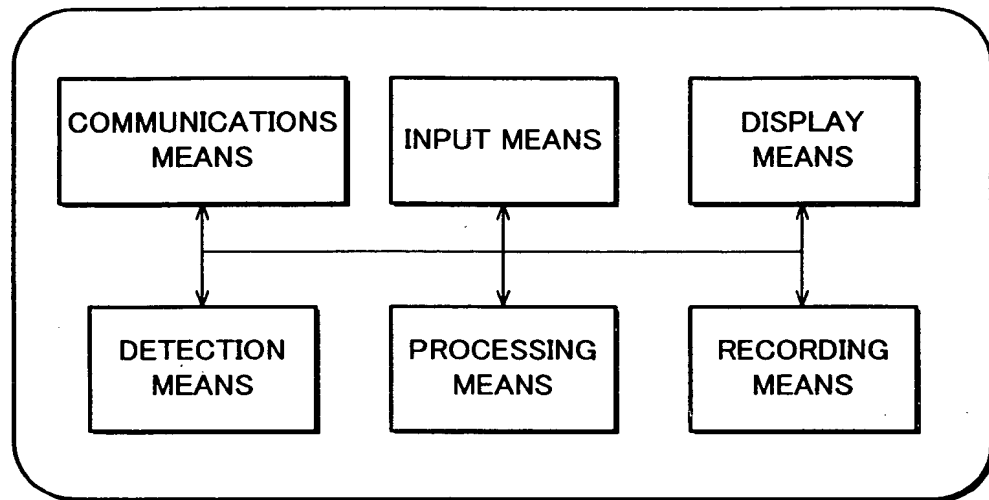 COMMUNICATIONS
MEANS
INPUT MEANS
DISPLAY
MEANS
DETECTION
MEANS
PROCESSING
MEANS
RECORDING
MEANS